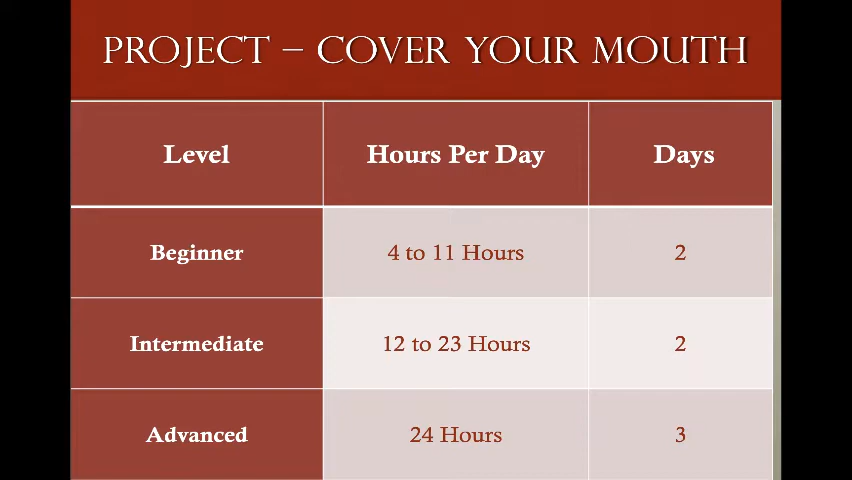 PROJECT – COVER YOUR MOUTH
Level Hours Per Day Days
Beginner 4 to 11 Hours 2
Intermediate 12 to 23 Hours 2
Advanced 24 Hours 3